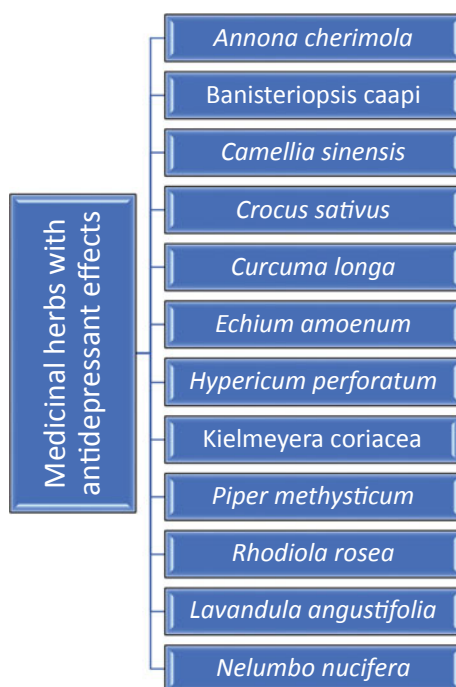 Medicinal herbs with
antidepressant effects
Annona cherimola
Banisteriopsis caapi
Camellia sinensis
Crocus sativus
Curcuma longa
Echium amoenum
Hypericum perforatum
Kielmeyera coriacea
Piper methysticum
Rhodiola rosea
Lavandula angustifolia
Nelumbo nucifera